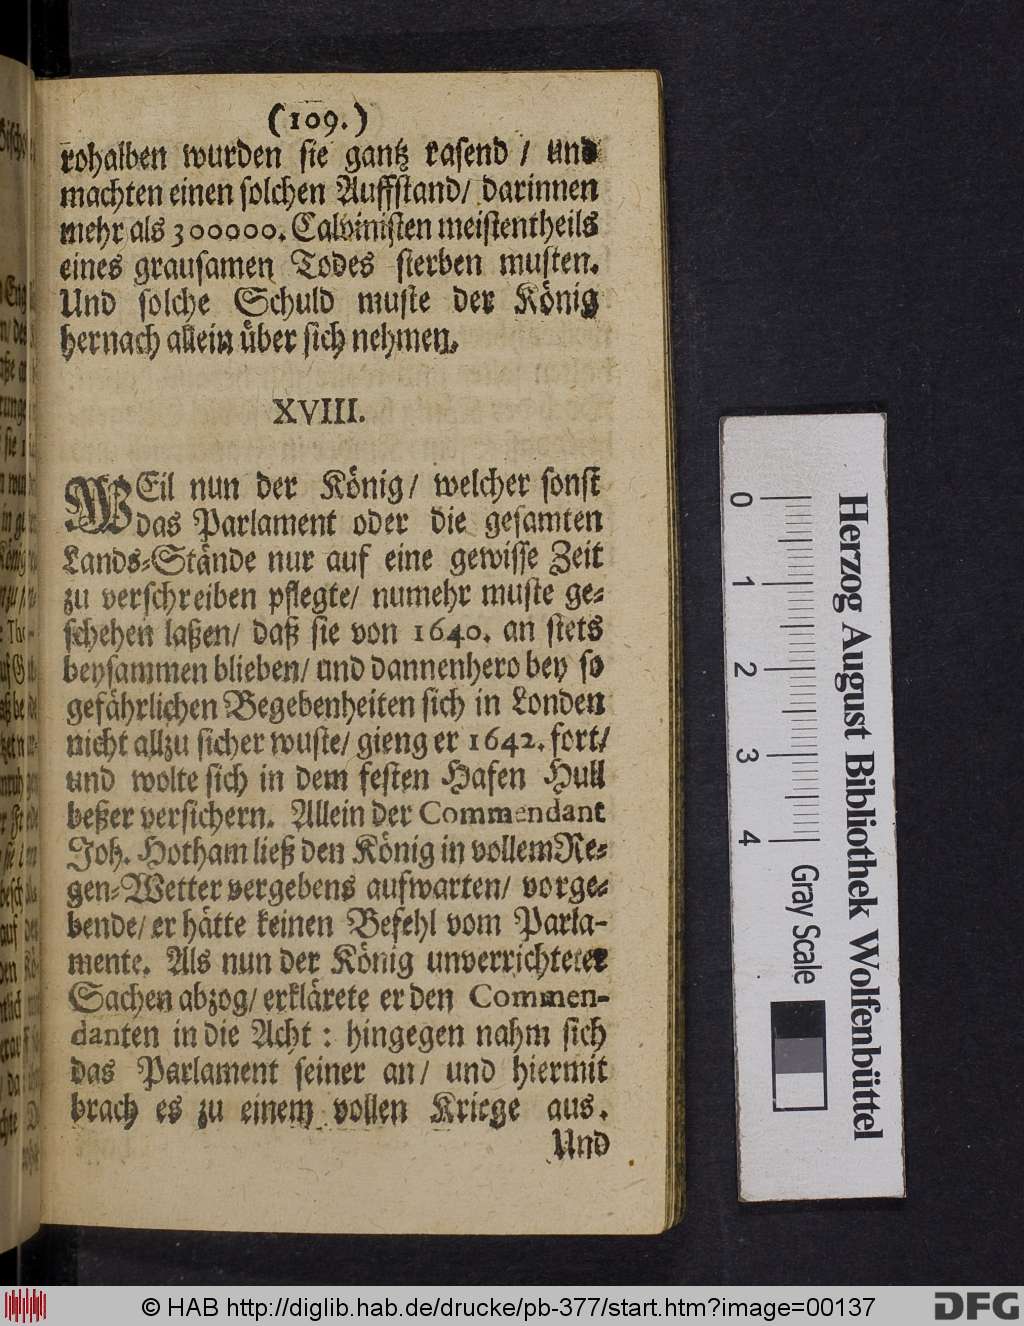 (109.)
rohalben wurden sie gantz rasend / und
machten einen solchen Auffstand/ darinnen
mehr als 300000. Calvinisten meistentheils
eines grausamen Todes sterben musten.
Und solche Schuld muste der König
hernach allein über sich nehmen.
XVIII.
WEil nun der König/ welcher sonst
das Parlament oder die gesamten
Lands-Stände nur auf eine gewisse Zeit
zu verschreiben pflegte/ numehr muste ge-
schehen laßen/ daß sie von 1640. an stets
beysammen blieben/ und dannenhero bey so
gefährlichen Begebenheiten sich in Londen
nicht allzu sicher wuste/ gieng er 1642. fort/
und wolte sich in dem festen Hafen Hull
beßer versichern. Allein der Commendant
Joh. Hotham ließ den König in vollem Re-
gen-Wetter vergebens aufwarten/ vorge-
bende/ er hätte keinen Befehl vom Parla-
mente. Als nun der König unverrichteter
Sachen abzog/ erklärete er den Commen-
danten in die Acht : hingegen nahm sich
das Parlament seiner an/ und hiermit
brach es zu einem vollen Kriege aus.
Und
0 1 2 3 4
Gray Scale
Herzog August Bibliothek Wolfenbüttel
© HAB http://diglib.hab.de/drucke/pb-377/start.htm?image=00137
DFG